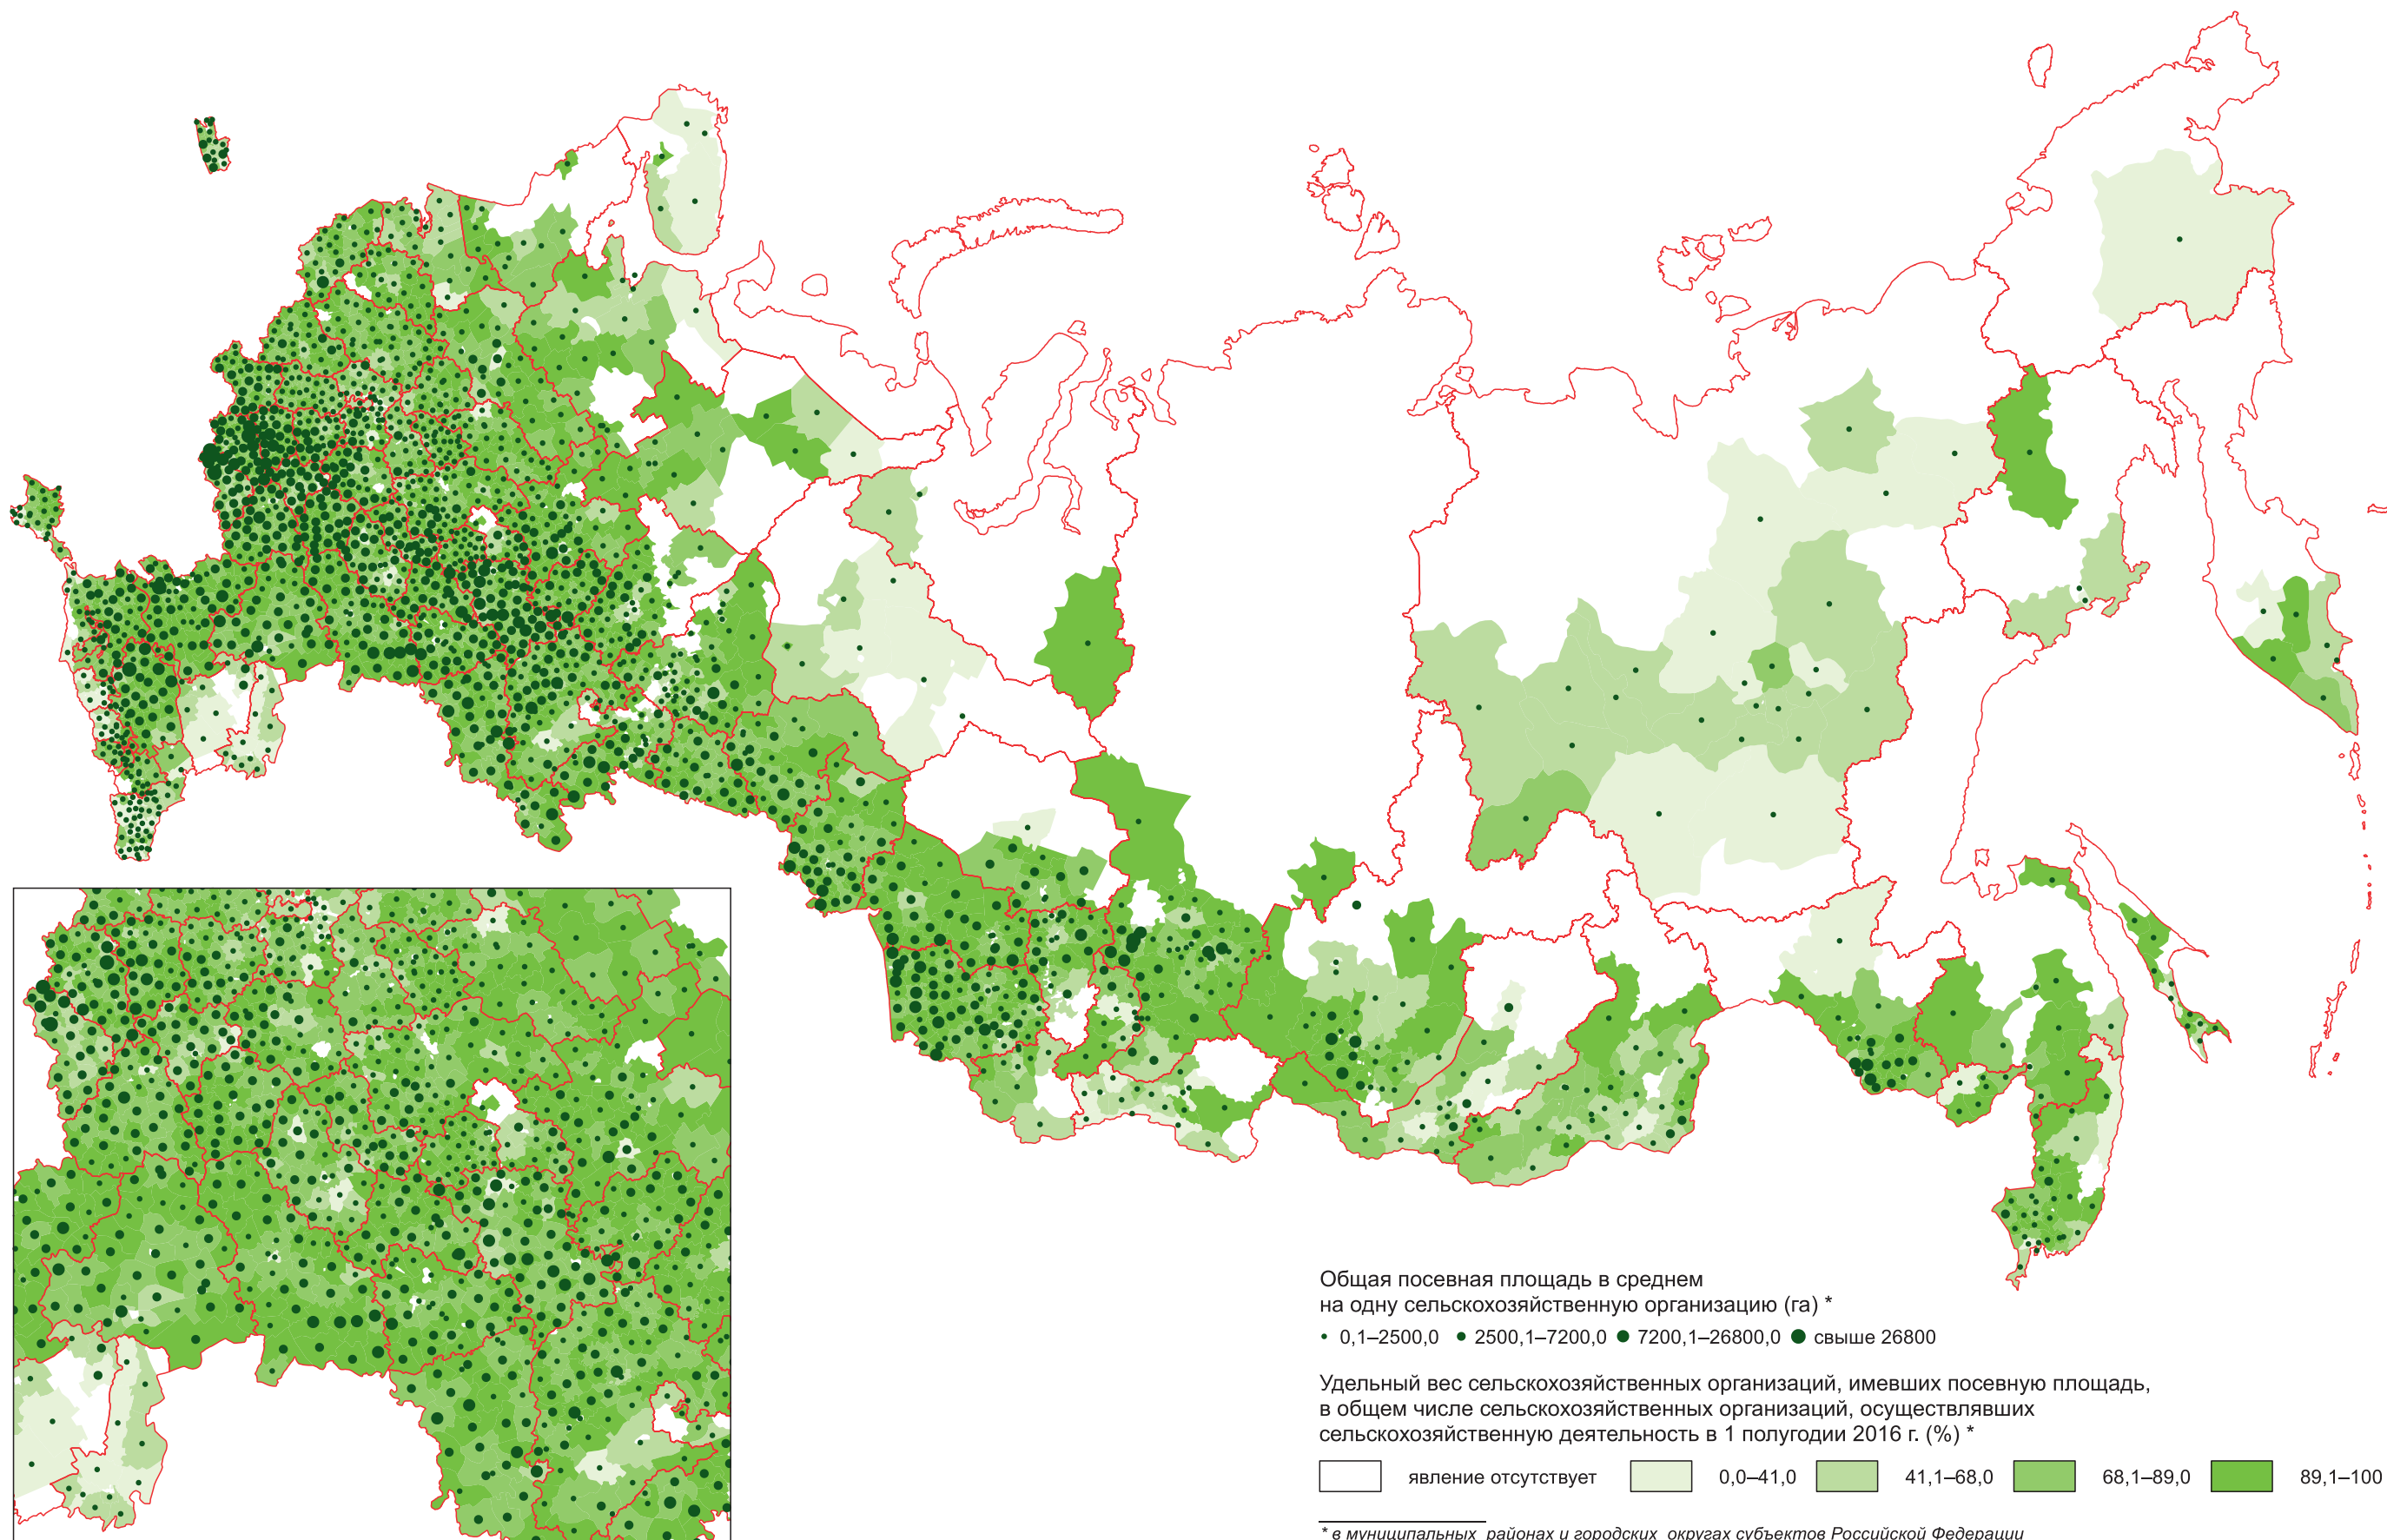 Общая посевная площадь в среднем
на одну сельскохозяйственную организацию (га) *
0,1–2500,0 2500,1–7200,0 7200,1–26800,0 свыше 26800
Удельный вес сельскохозяйственных организаций, имевших посевную площадь,
в общем числе сельскохозяйственных организаций, осуществлявших
сельскохозяйственную деятельность в 1 полугодии 2016 г. (%) *
явление отсутствует 0,0–41,0 41,1–68,0 68,1–89,0 89,1–100
* в муниципальных районах и городских округах субъектов Российской Федерации